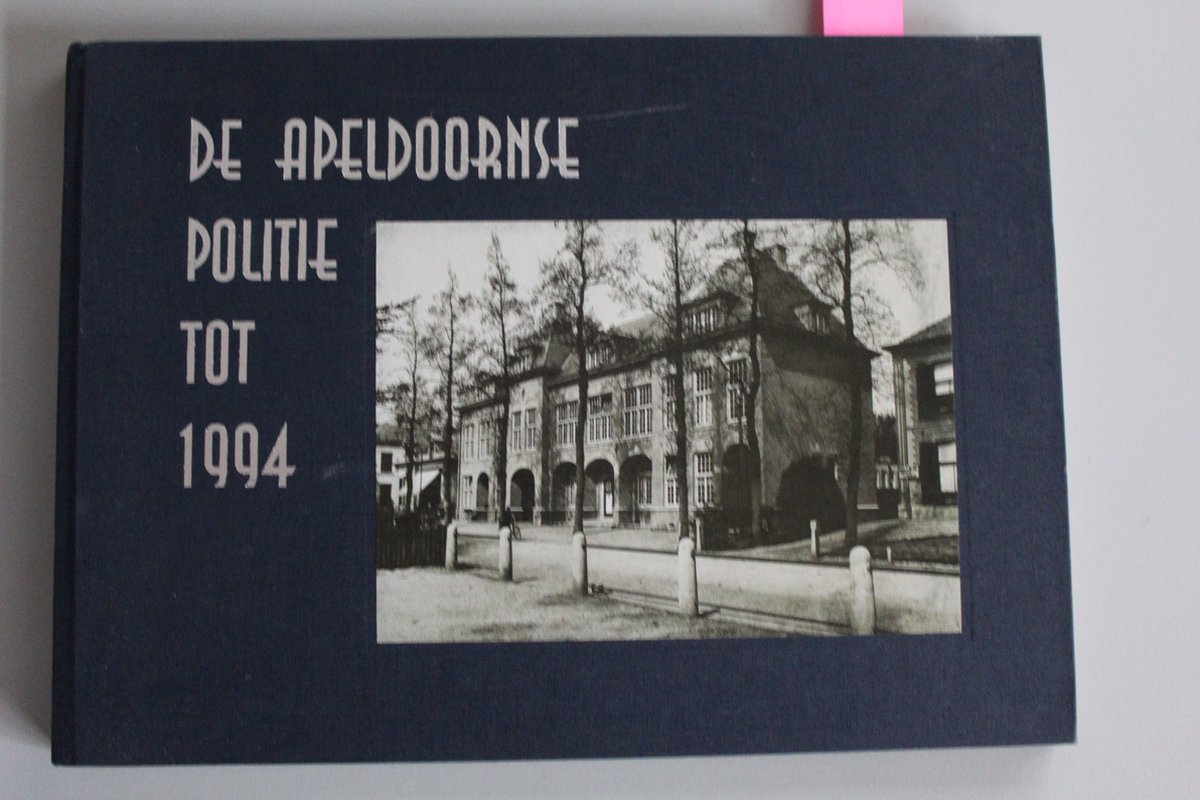 DE APELDOORNSE
POLITIE
TOT
1994